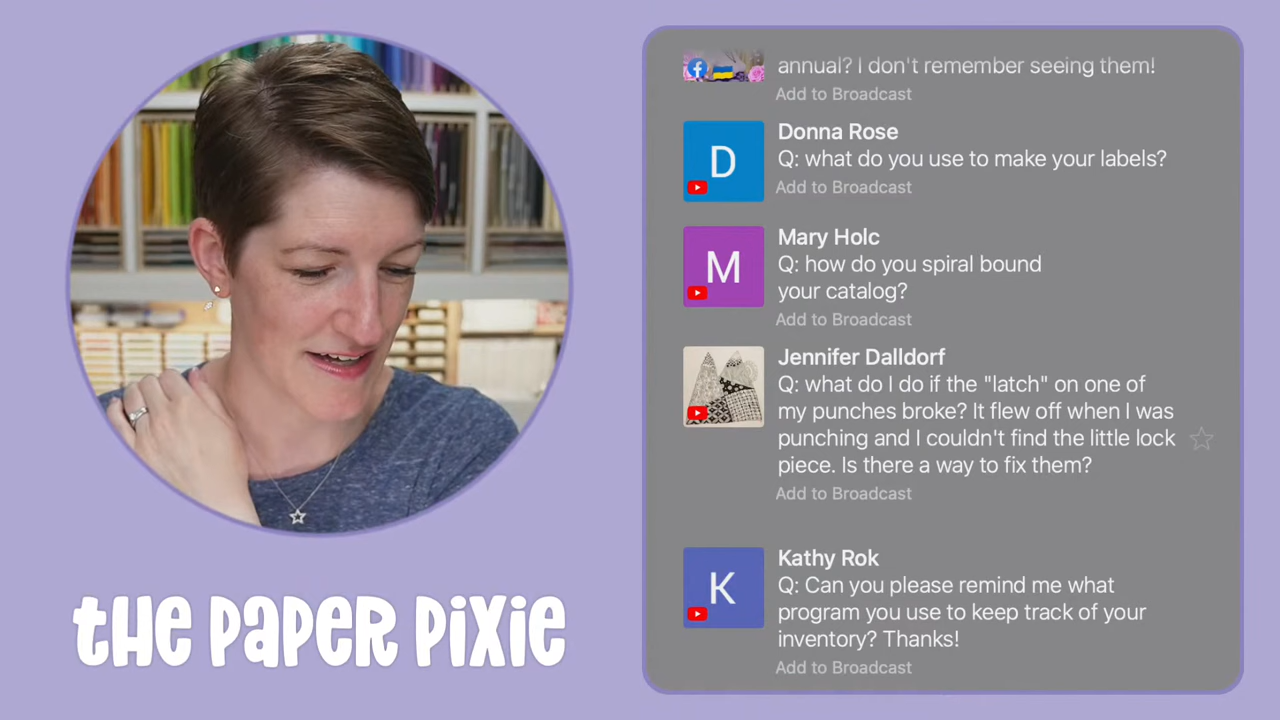 annual? I don't remember seeing them!
Add to Broadcast
D
Donna Rose
Q: what do you use to make your labels?
Add to Broadcast
M
Mary Holc
Q: how do you spiral bound
your catalog?
Add to Broadcast
Jennifer Dalldorf
Q: what do I do if the "latch" on one of
my punches broke? It flew off when I was
punching and I couldn't find the little lock
piece. Is there a way to fix them?
Add to Broadcast
K
Kathy Rok
Q: Can you please remind me what
program you use to keep track of your
inventory? Thanks!
Add to Broadcast
the paper pixie